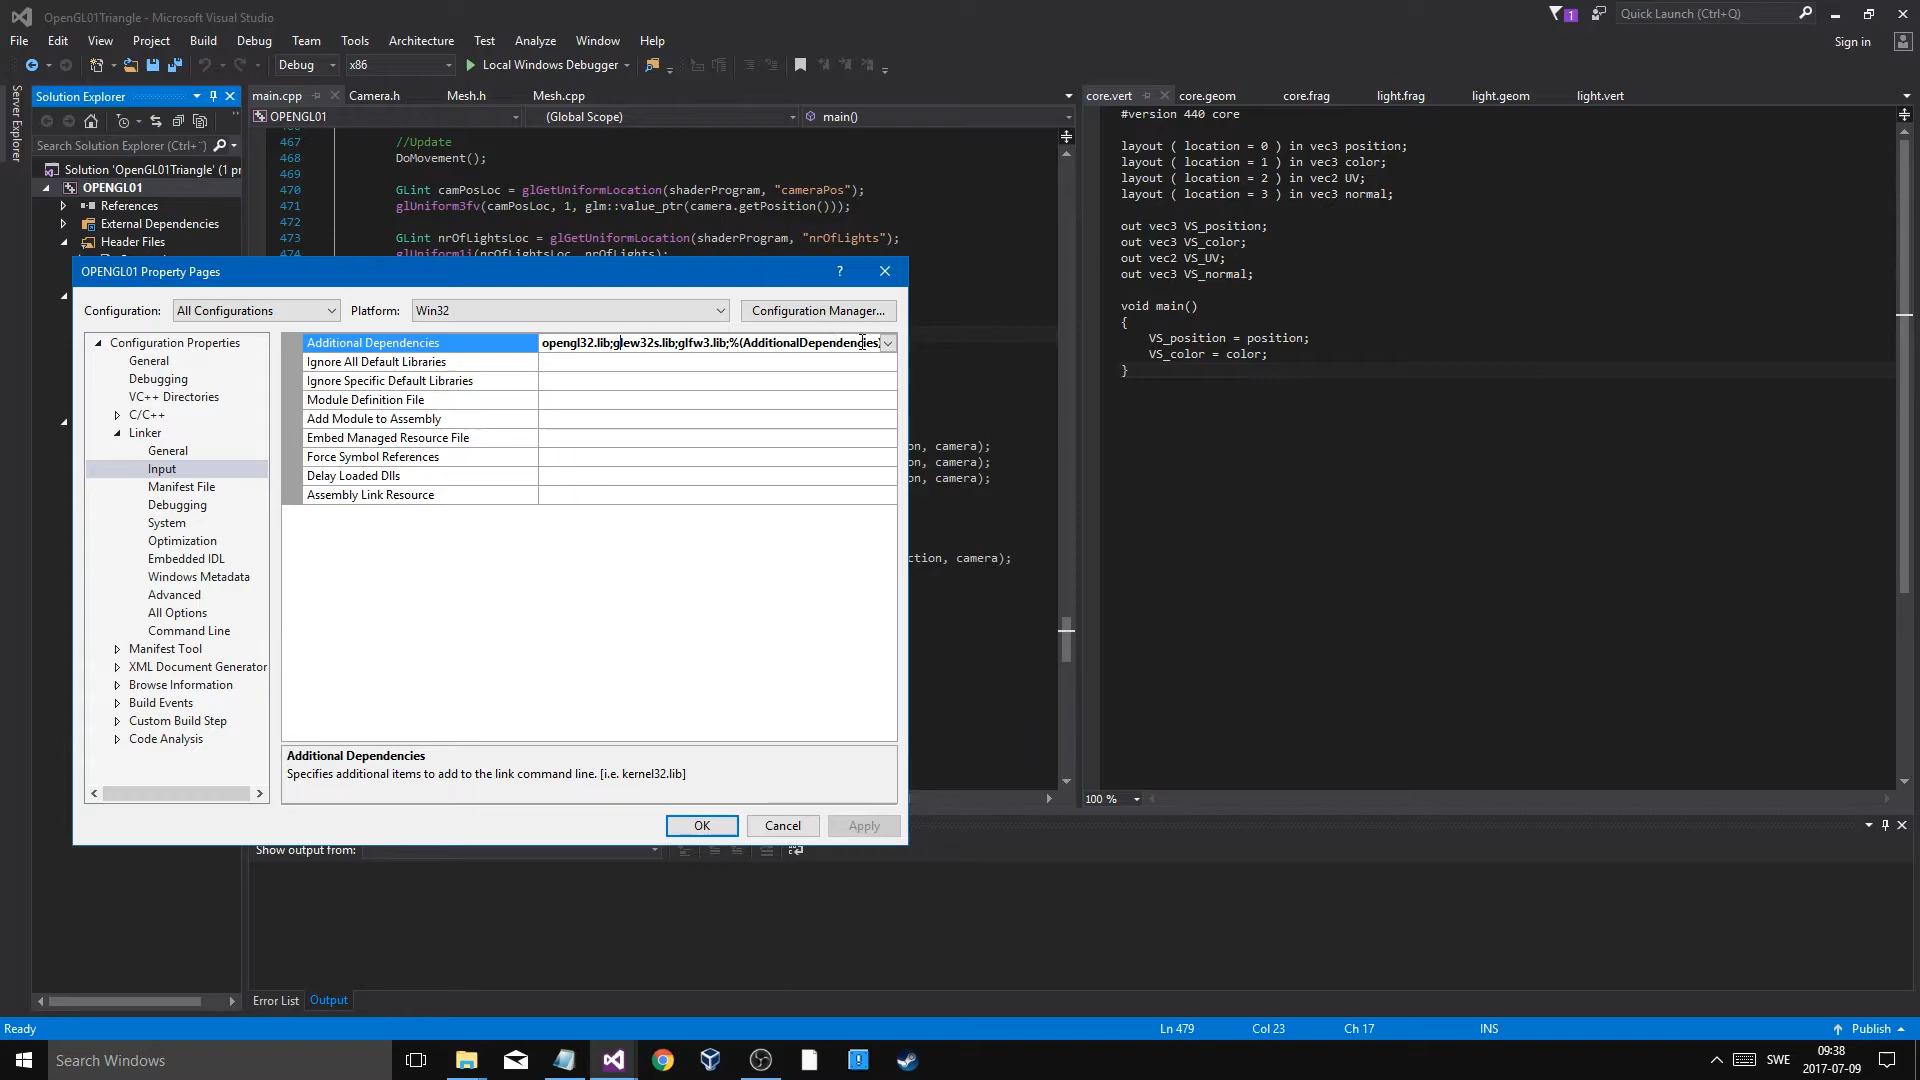 OpenGL01Triangle - Microsoft Visual Studio
1
Quick Launch (Ctrl+Q)
File Edit View Project Build Debug Team Tools Architecture Test Analyze Window Help
Sign in
Debug x86 Local Windows Debugger
Server Explorer
Solution Explorer
main.cpp Camera.h Mesh.h Mesh.cpp
core.vert core.geom core.frag light.frag light.geom light.vert
OPENGL01 (Global Scope) main()
Search Solution Explorer (Ctrl+
Solution 'OpenGL01Triangle' (1 pr
OPENGL01
References
External Dependencies
Header Files
467 //Update
468 DoMovement();
469
470 GLint camPosLoc = glGetUniformLocation(shaderProgram, "cameraPos");
471 glUniform3fv(camPosLoc, 1, glm::value_ptr(camera.getPosition()));
472
473 GLint nrOfLightsLoc = glGetUniformLocation(shaderProgram, "nrOfLights");
474 glUniform1i(nrOfLightsLoc, nrOfLights);
on, camera);
on, camera);
on, camera);
ction, camera);
#version 440 core
layout ( location = 0 ) in vec3 position;
layout ( location = 1 ) in vec3 color;
layout ( location = 2 ) in vec2 UV;
layout ( location = 3 ) in vec3 normal;
out vec3 VS_position;
out vec3 VS_color;
out vec2 VS_UV;
out vec3 VS_normal;
void main()
{
VS_position = position;
VS_color = color;
}
100 %
OPENGL01 Property Pages
? 
Configuration: All Configurations Platform: Win32 Configuration Manager...
Configuration Properties
General
Debugging
VC++ Directories
C/C++
Linker
General
Input
Manifest File
Debugging
System
Optimization
Embedded IDL
Windows Metadata
Advanced
All Options
Command Line
Manifest Tool
XML Document Generator
Browse Information
Build Events
Custom Build Step
Code Analysis
Additional Dependencies opengl32.lib;glew32s.lib;glfw3.lib;%(AdditionalDependencies)
Ignore All Default Libraries
Ignore Specific Default Libraries
Module Definition File
Add Module to Assembly
Embed Managed Resource File
Force Symbol References
Delay Loaded Dlls
Assembly Link Resource
Additional Dependencies
Specifies additional items to add to the link command line. [i.e. kernel32.lib]
OK Cancel Apply
Show output from:
Error List Output
Ready Ln 479 Col 23 Ch 17 INS Publish
Search Windows
SWE
09:38
2017-07-09